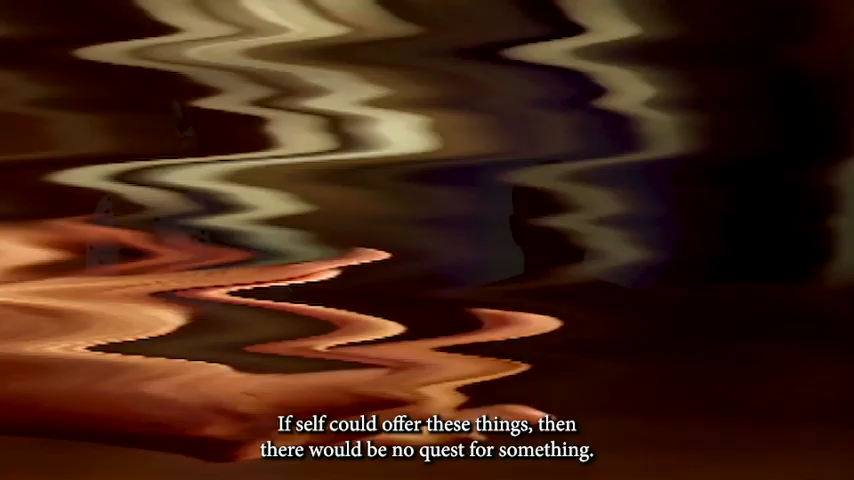 If self could offer these things, then
there would be no quest for something.